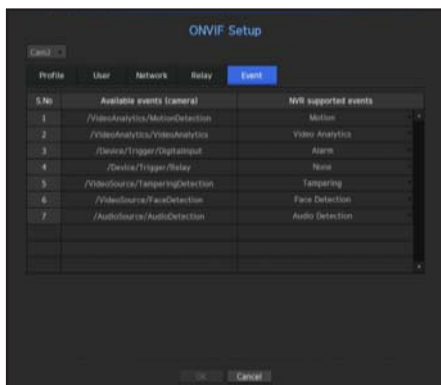 ONVIF Setup
Cam1
Profile User Network Relay Event
S.No Available events (camera) NVR supported events
1 /VideoAnalytics/MotionDetection Motion
2 /VideoAnalytics/VideoAnalytics Video Analytics
3 /Device/Trigger/DigitalInput Alarm
4 /Device/Trigger/Relay None
5 /VideoSource/TamperingDetection Tampering
6 /VideoSource/FaceDetection Face Detection
7 /AudioSource/AudioDetection Audio Detection
OK Cancel